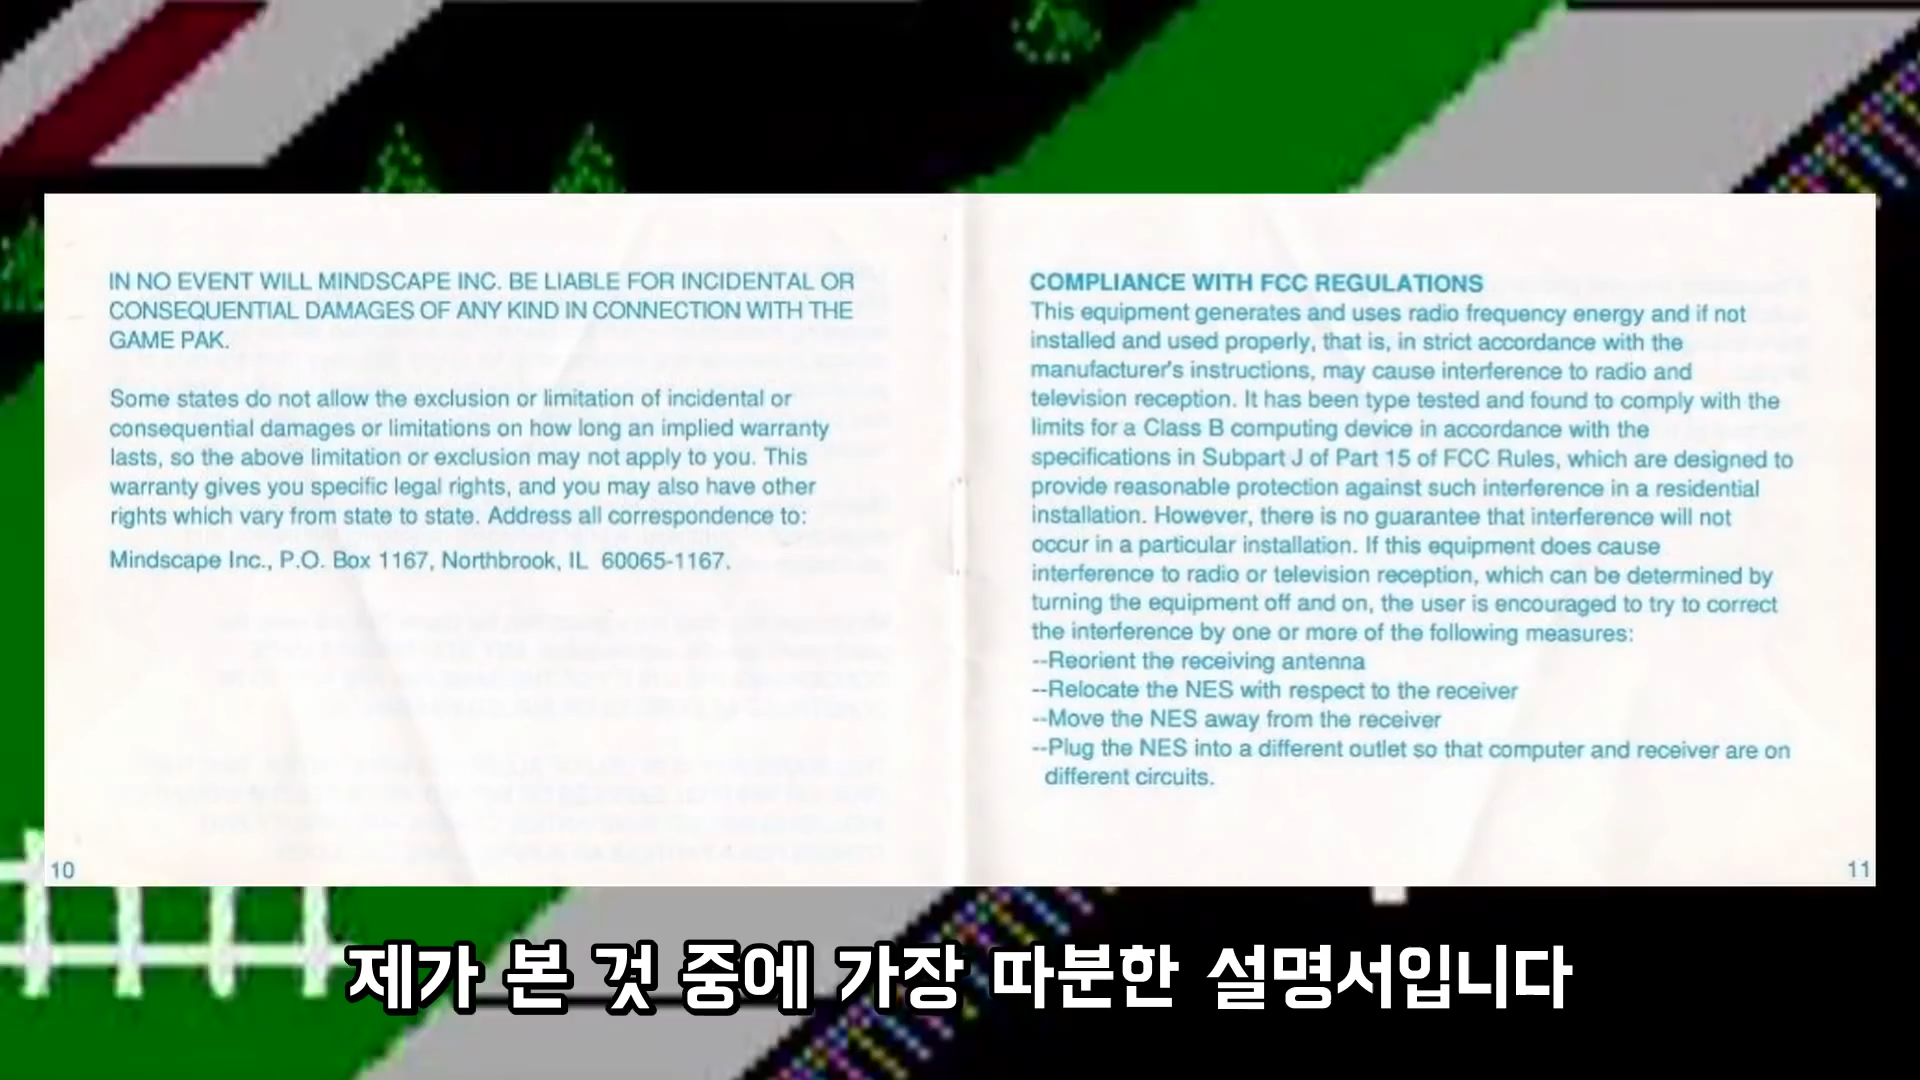 IN NO EVENT WILL MINDSCAPE INC. BE LIABLE FOR INCIDENTAL OR
CONSEQUENTIAL DAMAGES OF ANY KIND IN CONNECTION WITH THE
GAME PAK.
Some states do not allow the exclusion or limitation of incidental or
consequential damages or limitations on how long an implied warranty
lasts, so the above limitation or exclusion may not apply to you. This
warranty gives you specific legal rights, and you may also have other
rights which vary from state to state. Address all correspondence to:
Mindscape Inc., P.O. Box 1167, Northbrook, IL 60065-1167.
10
COMPLIANCE WITH FCC REGULATIONS
This equipment generates and uses radio frequency energy and if not
installed and used properly, that is, in strict accordance with the
manufacturer's instructions, may cause interference to radio and
television reception. It has been type tested and found to comply with the
limits for a Class B computing device in accordance with the
specifications in Subpart J of Part 15 of FCC Rules, which are designed to
provide reasonable protection against such interference in a residential
installation. However, there is no guarantee that interference will not
occur in a particular installation. If this equipment does cause
interference to radio or television reception, which can be determined by
turning the equipment off and on, the user is encouraged to try to correct
the interference by one or more of the following measures:
--Reorient the receiving antenna
--Relocate the NES with respect to the receiver
--Move the NES away from the receiver
--Plug the NES into a different outlet so that computer and receiver are on
different circuits.
11
제가 본 것 중에 가장 따분한 설명서입니다